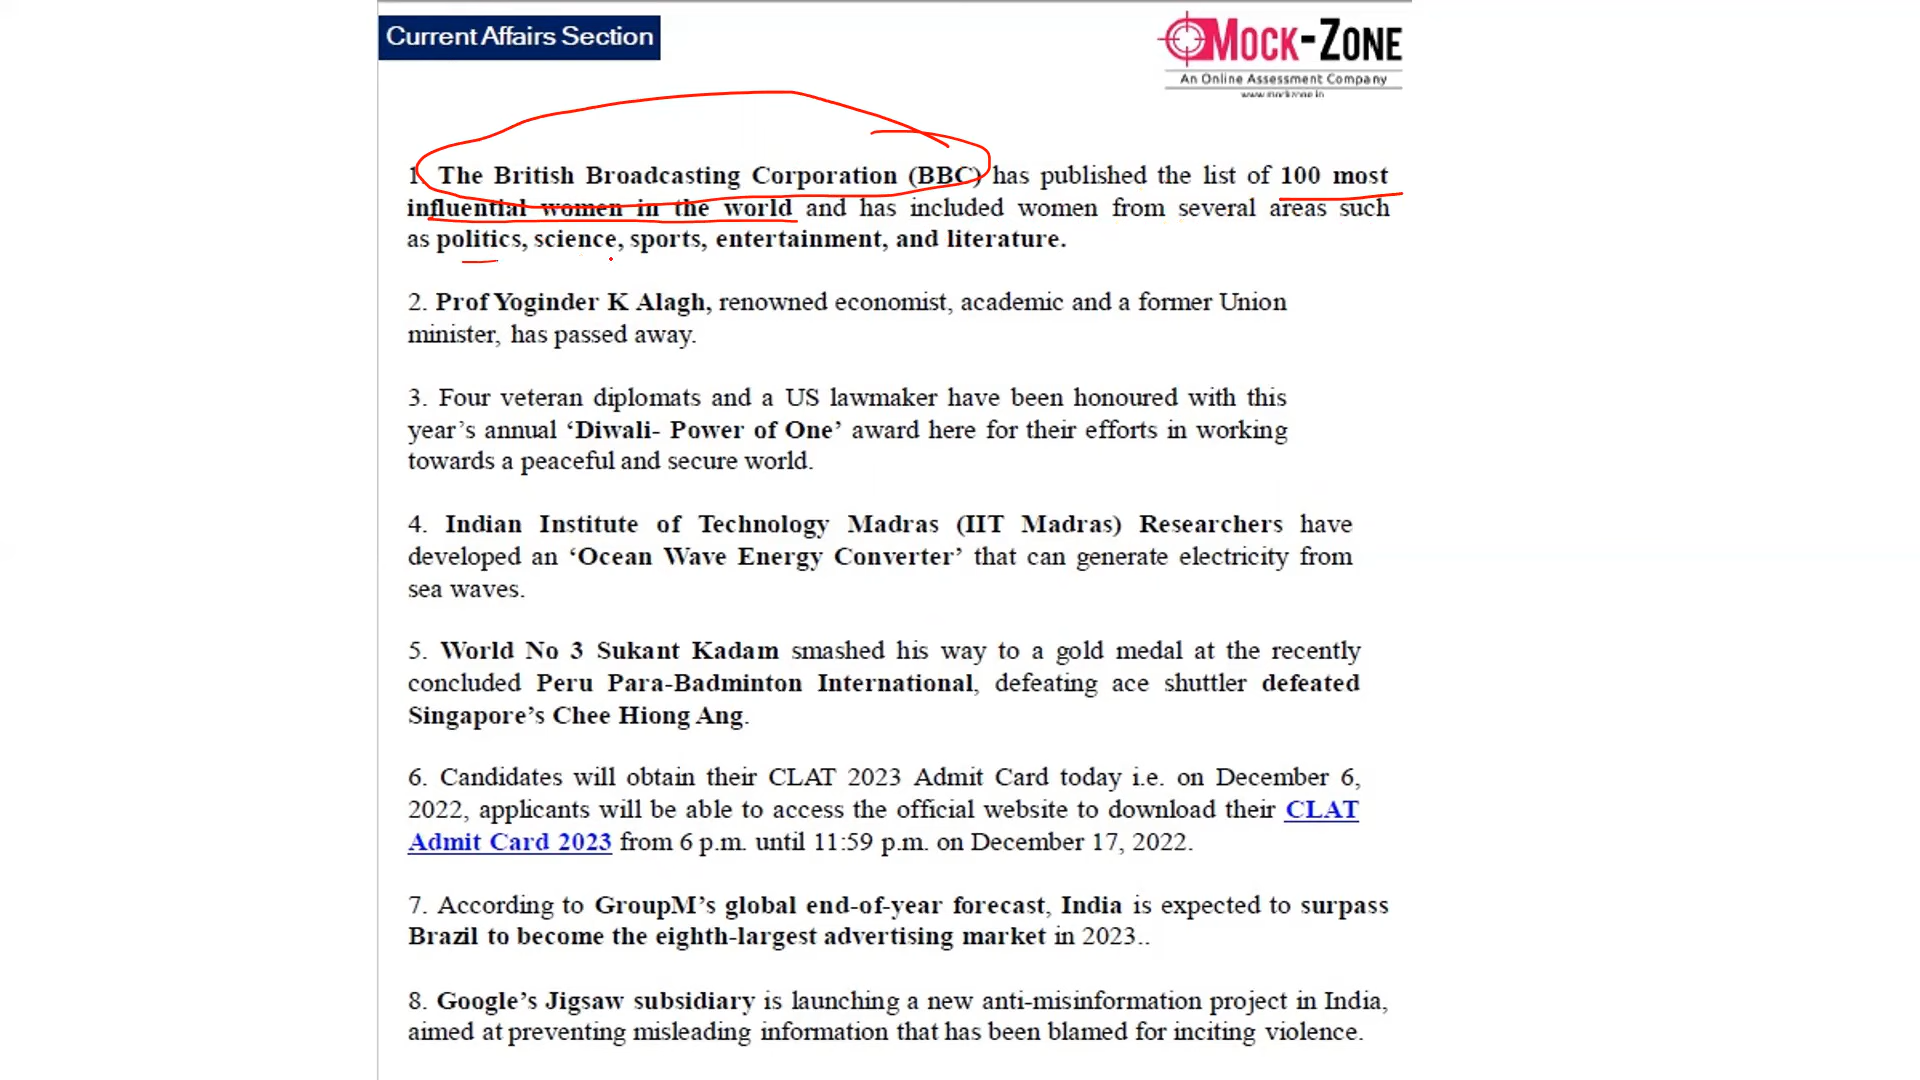 Current Affairs Section
MOCK-ZONE
An Online Assessment Company
www.mockzone.in
1. The British Broadcasting Corporation (BBC) has published the list of 100 most
influential women in the world and has included women from several areas such
as politics, science, sports, entertainment, and literature.
2. Prof Yoginder K Alagh, renowned economist, academic and a former Union
minister, has passed away.
3. Four veteran diplomats and a US lawmaker have been honoured with this
year’s annual ‘Diwali- Power of One’ award here for their efforts in working
towards a peaceful and secure world.
4. Indian Institute of Technology Madras (IIT Madras) Researchers have
developed an ‘Ocean Wave Energy Converter’ that can generate electricity from
sea waves.
5. World No 3 Sukant Kadam smashed his way to a gold medal at the recently
concluded Peru Para-Badminton International, defeating ace shuttler defeated
Singapore’s Chee Hiong Ang.
6. Candidates will obtain their CLAT 2023 Admit Card today i.e. on December 6,
2022, applicants will be able to access the official website to download their CLAT
Admit Card 2023 from 6 p.m. until 11:59 p.m. on December 17, 2022.
7. According to GroupM’s global end-of-year forecast, India is expected to surpass
Brazil to become the eighth-largest advertising market in 2023..
8. Google’s Jigsaw subsidiary is launching a new anti-misinformation project in India,
aimed at preventing misleading information that has been blamed for inciting violence.